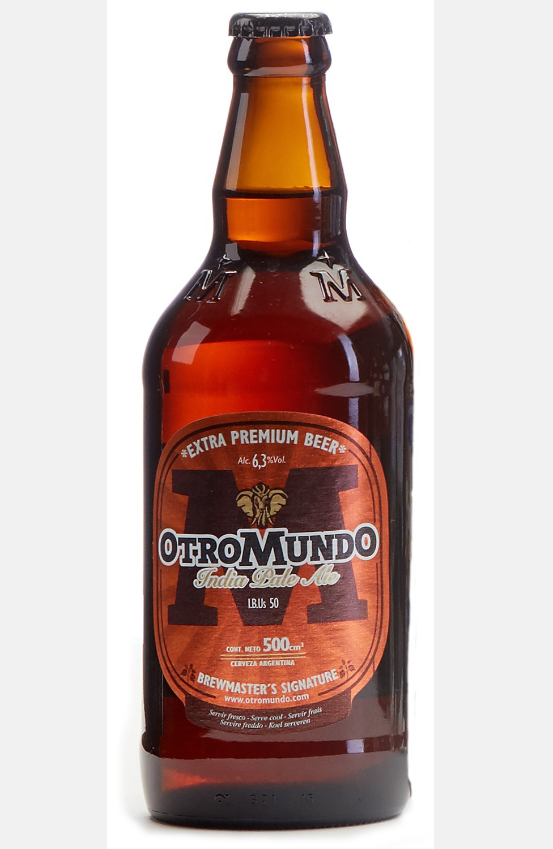 M M
*EXTRA PREMIUM BEER*
Alc. 6,3%Vol.
M
OTROMUNDO
India Pale Ale
I.B.Us 50
CONT. NETO 500cm³
CERVEZA ARGENTINA
BREWMASTER'S SIGNATURE
www.otromundo.com
Servir fresco - Serve cool - Servir frais
Servire freddo - Koel serveren